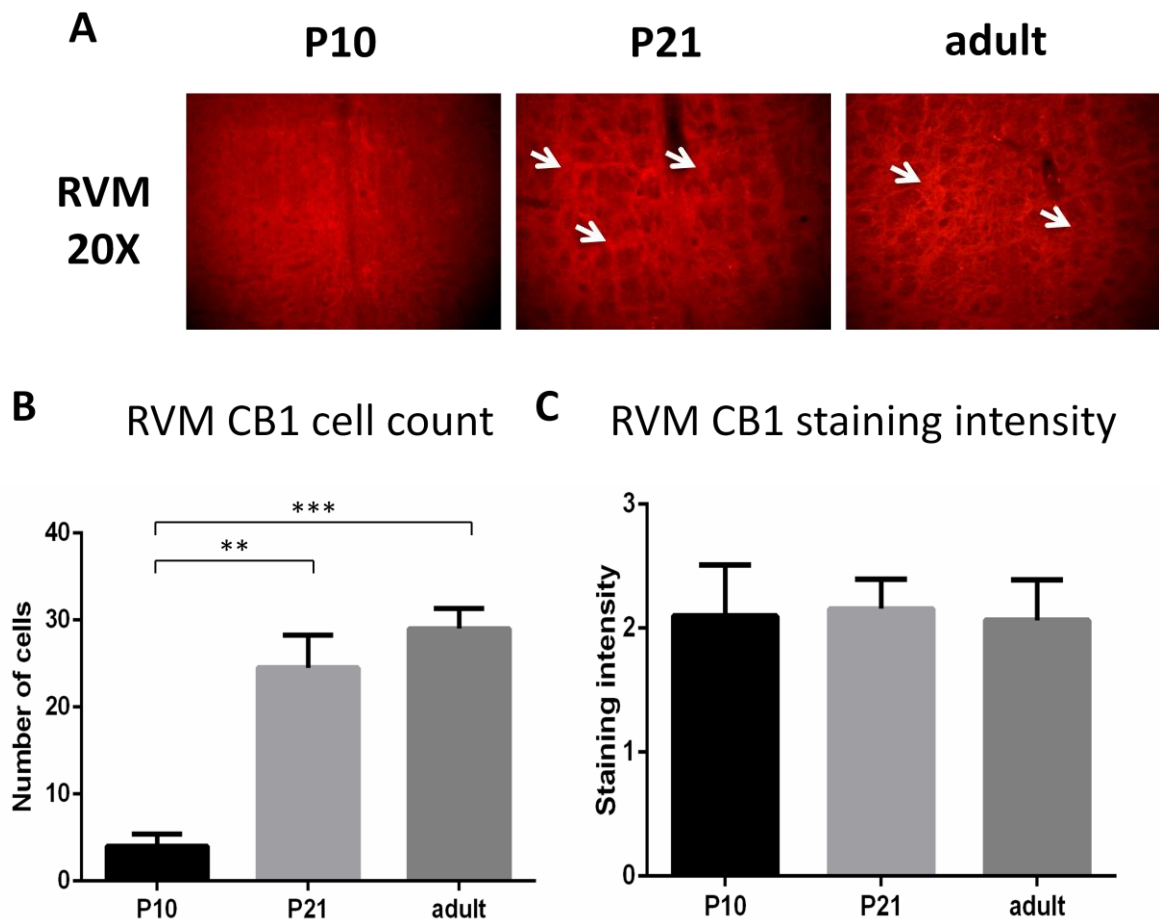 A
P10
P21
adult
RVM
20X
B
RVM CB1 cell count
Number of cells
40
30
20
10
0
***
**
P10
P21
adult
C
RVM CB1 staining intensity
Staining intensity
3
2
1
0
P10
P21
adult